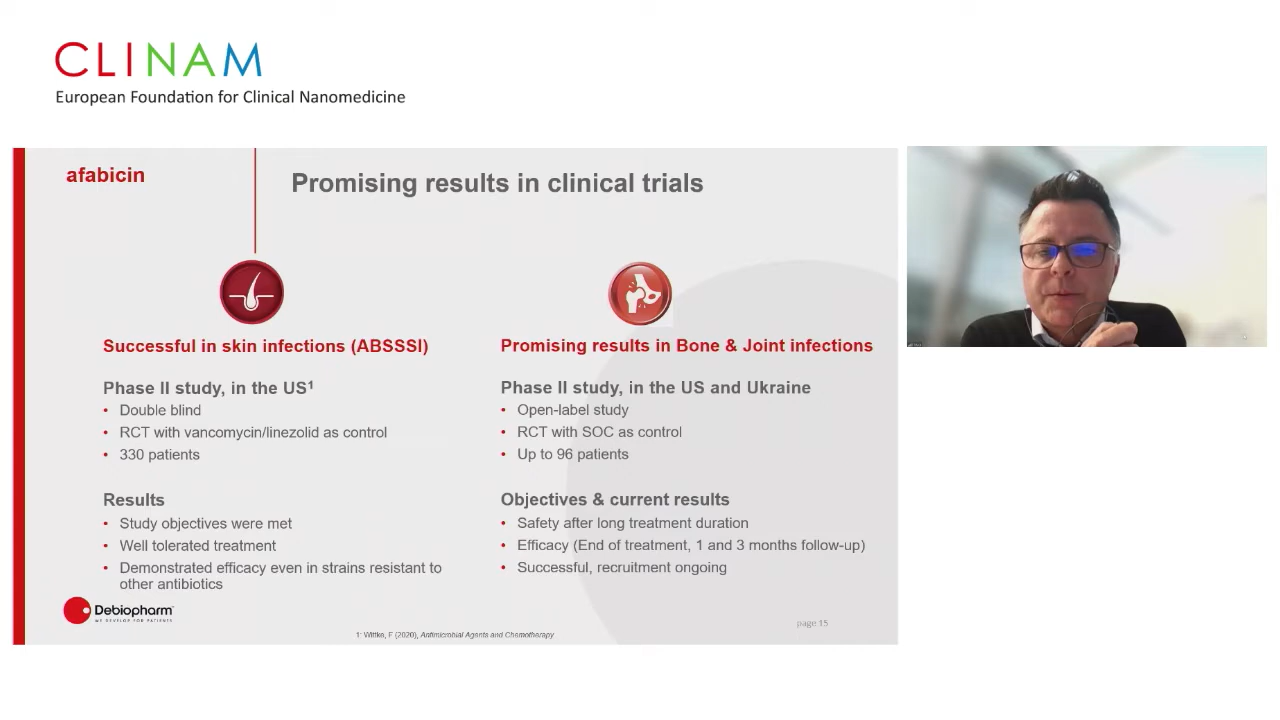 CLINAM
European Foundation for Clinical Nanomedicine
afabicin
Promising results in clinical trials
Successful in skin infections (ABSSSI)
Phase II study, in the US¹
• Double blind
• RCT with vancomycin/linezolid as control
• 330 patients
Results
• Study objectives were met
• Well tolerated treatment
• Demonstrated efficacy even in strains resistant to
other antibiotics
Promising results in Bone & Joint infections
Phase II study, in the US and Ukraine
• Open-label study
• RCT with SOC as control
• Up to 96 patients
Objectives & current results
• Safety after long treatment duration
• Efficacy (End of treatment, 1 and 3 months follow-up)
• Successful, recruitment ongoing
Debiopharm
WE DEVELOP FOR PATIENTS
1: Wittke, F (2020), Antimicrobial Agents and Chemotherapy
page 15